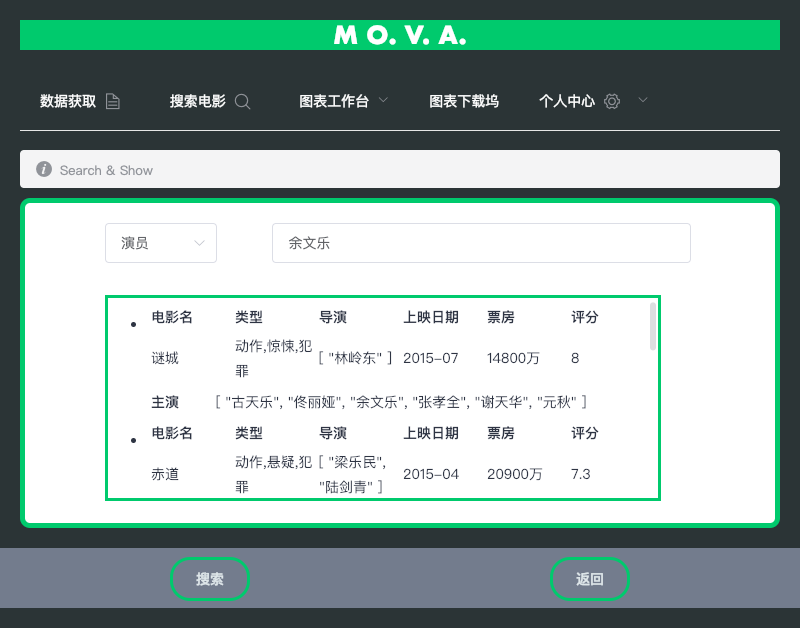 M O. V. A.
数据获取 搜索电影 图表工作台 图表下载坞 个人中心
Search & Show
演员 余文乐
电影名 类型 导演 上映日期 票房 评分
谜城 动作,惊悚,犯罪 [ "林岭东" ] 2015-07 14800万 8
主演 [ "古天乐", "佟丽娅", "余文乐", "张孝全", "谢天华", "元秋" ]
电影名 类型 导演 上映日期 票房 评分
赤道 动作,悬疑,犯罪 [ "梁乐民", "陆剑青" ] 2015-04 20900万 7.3
搜索 返回